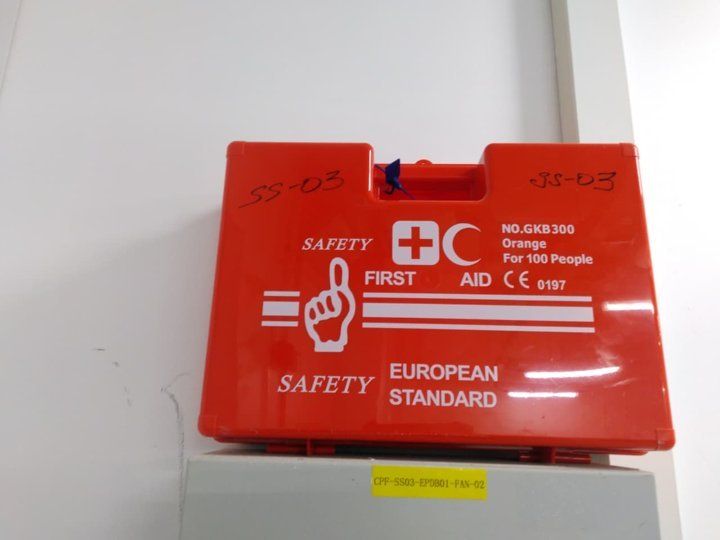 SS-03
SS-03
SAFETY
NO.GKB300
Orange
For 100 People
FIRST AID CE 0197
SAFETY
EUROPEAN
STANDARD
CPF-SS03-EPDB01-FAN-02